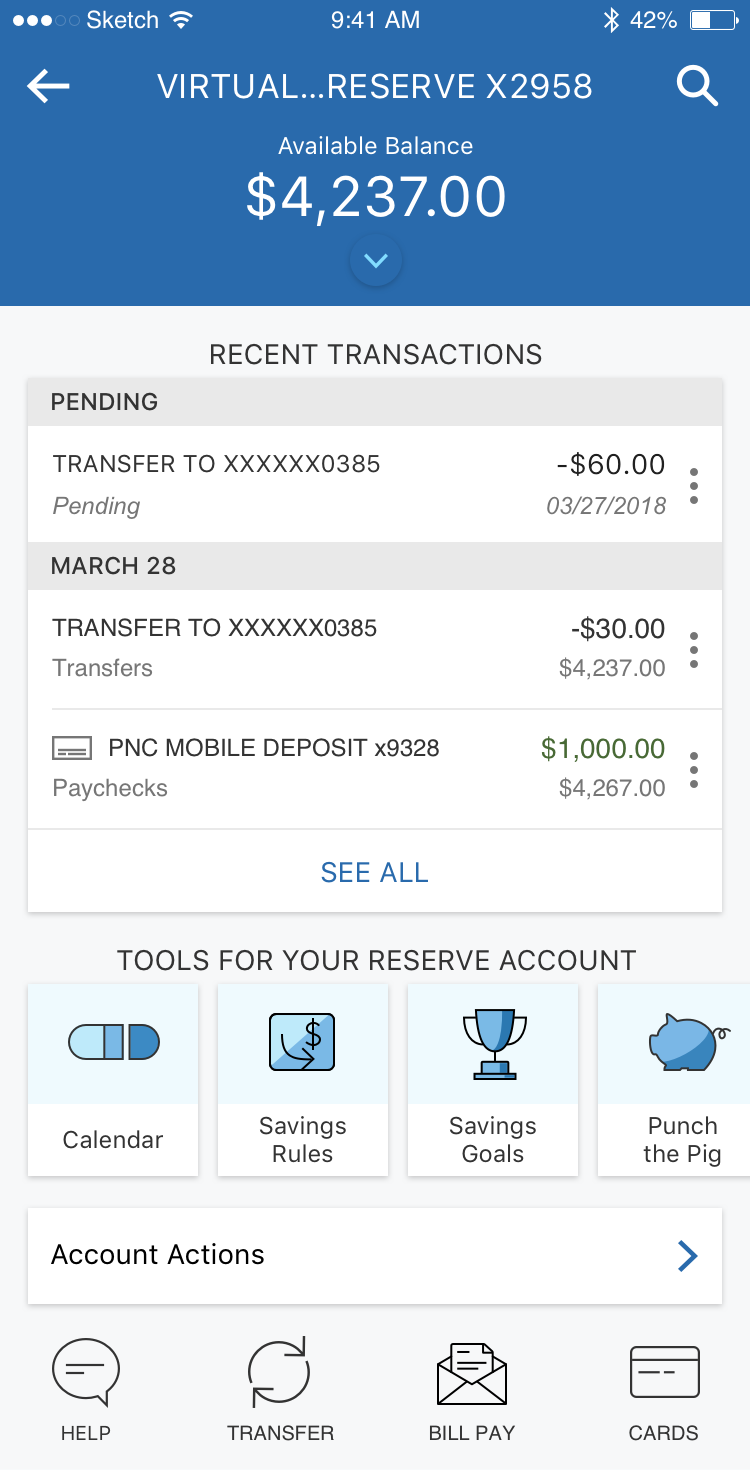 Sketch 9:41 AM 42%
VIRTUAL...RESERVE X2958
Available Balance
$4,237.00
RECENT TRANSACTIONS
PENDING
TRANSFER TO XXXXXX0385 -$60.00
Pending 03/27/2018
MARCH 28
TRANSFER TO XXXXXX0385 -$30.00
Transfers $4,237.00
PNC MOBILE DEPOSIT x9328 $1,000.00
Paychecks $4,267.00
SEE ALL
TOOLS FOR YOUR RESERVE ACCOUNT
$
Calendar
Savings
Rules
Savings
Goals
Punch
the Pig
Account Actions
HELP TRANSFER BILL PAY CARDS